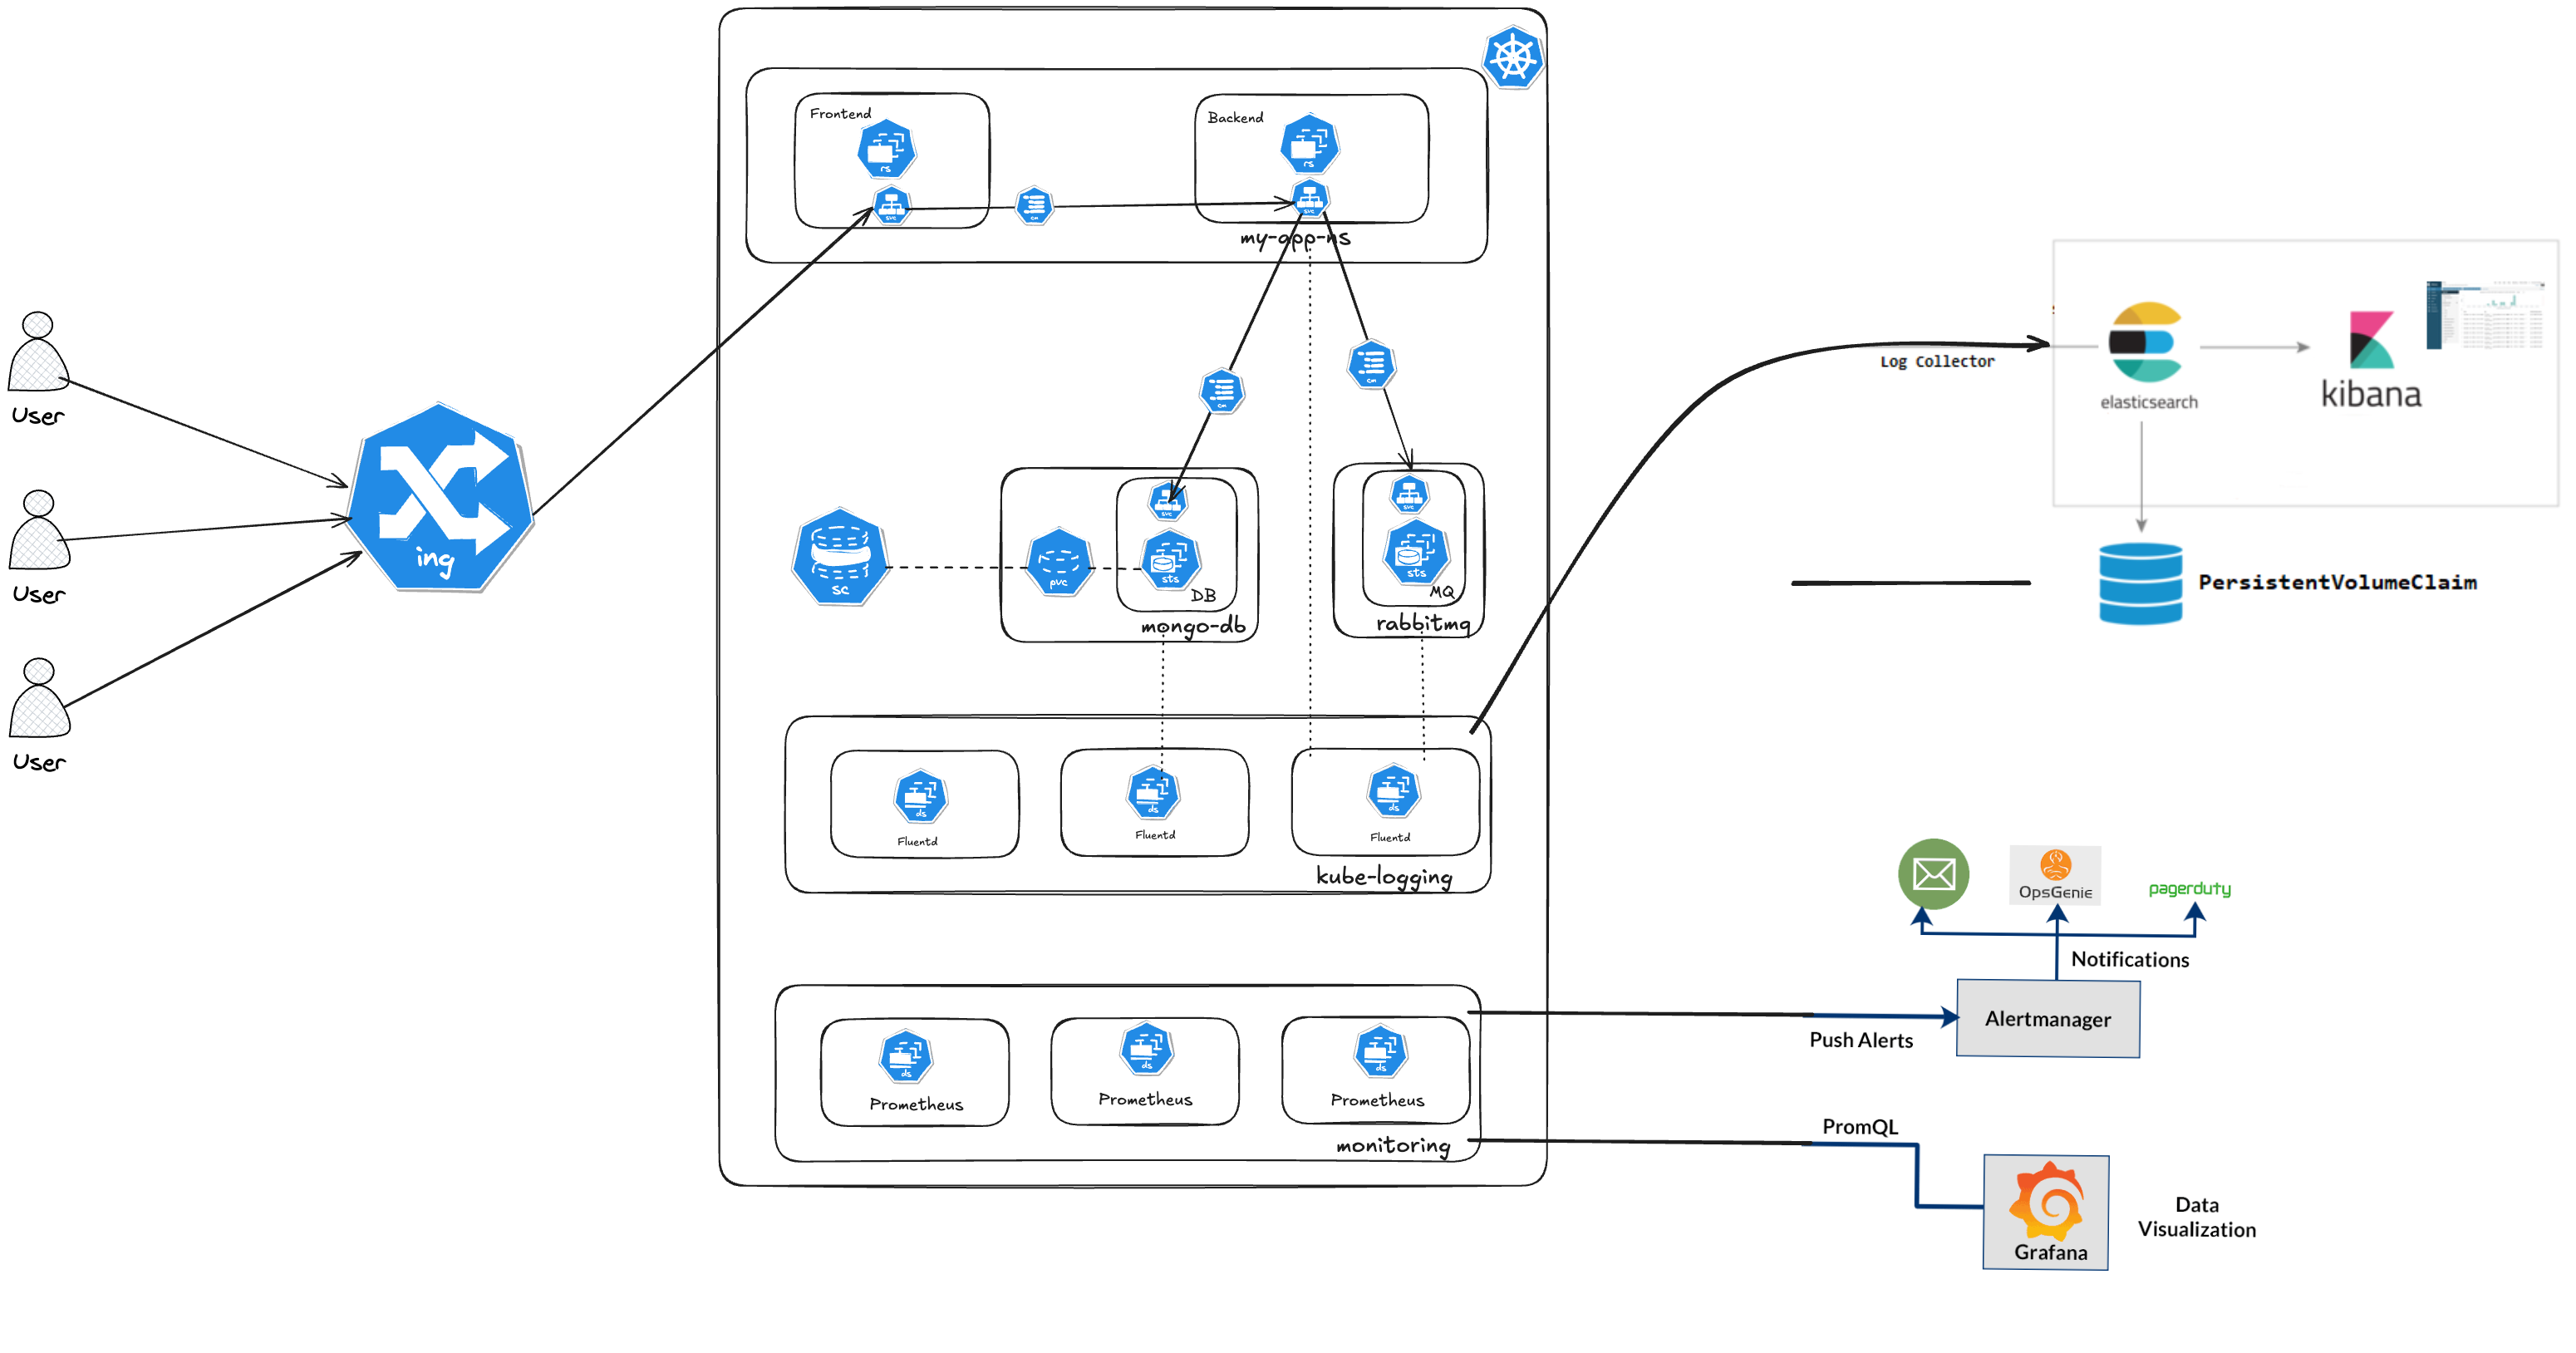 Frontend
rs
svc
cm
Backend
rs
svc
my-app-ns
User
User
User
ing
cm
cm
sc
pvc
svc
sts
DB
mongo-db
svc
sts
MQ
rabbitmq
ds
Fluentd
ds
Fluentd
ds
Fluentd
kube-logging
ds
Prometheus
ds
Prometheus
ds
Prometheus
monitoring
Log Collector
elasticsearch
kibana
PersistentVolumeClaim
OpsGenie
pagerduty
Notifications
Alertmanager
Push Alerts
PromQL
Grafana
Data
Visualization